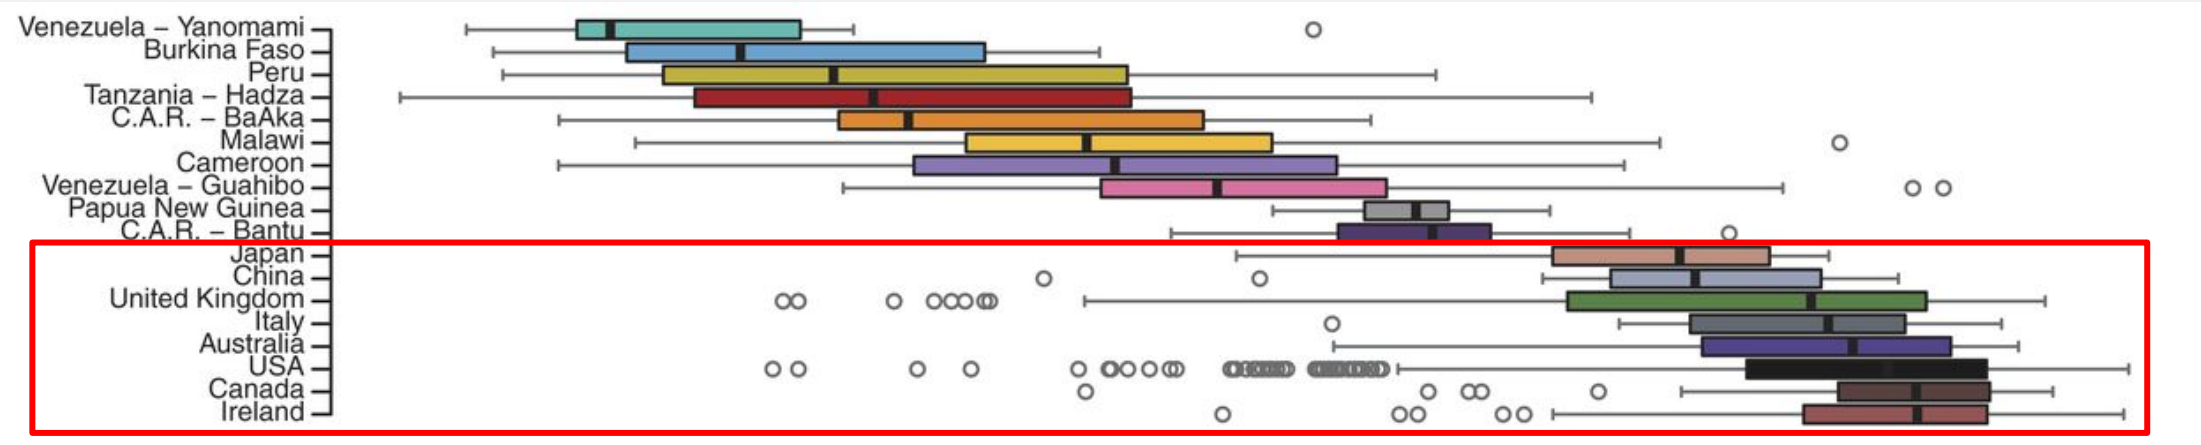 Venezuela – Yanomami
Burkina Faso
Peru
Tanzania – Hadza
C.A.R. – BaAka
Malawi
Cameroon
Venezuela – Guahibo
Papua New Guinea
C.A.R. – Bantu
Japan
China
United Kingdom
Italy
Australia
USA
Canada
Ireland